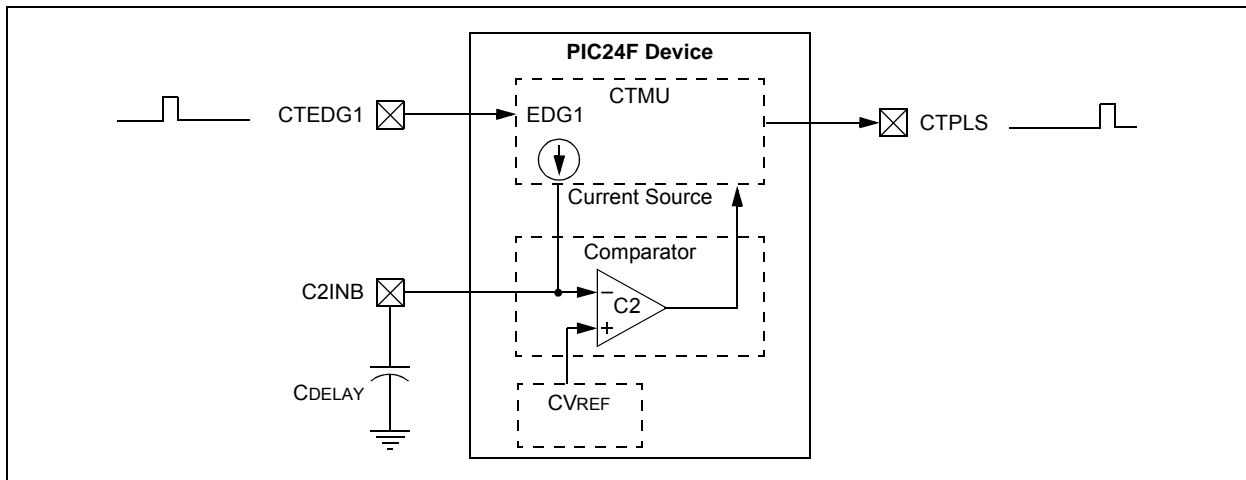 PIC24F Device
CTMU
CTEDG1
EDG1
CTPLS
Current Source
Comparator
C2INB
−
C2
+
CDELAY
CVREF